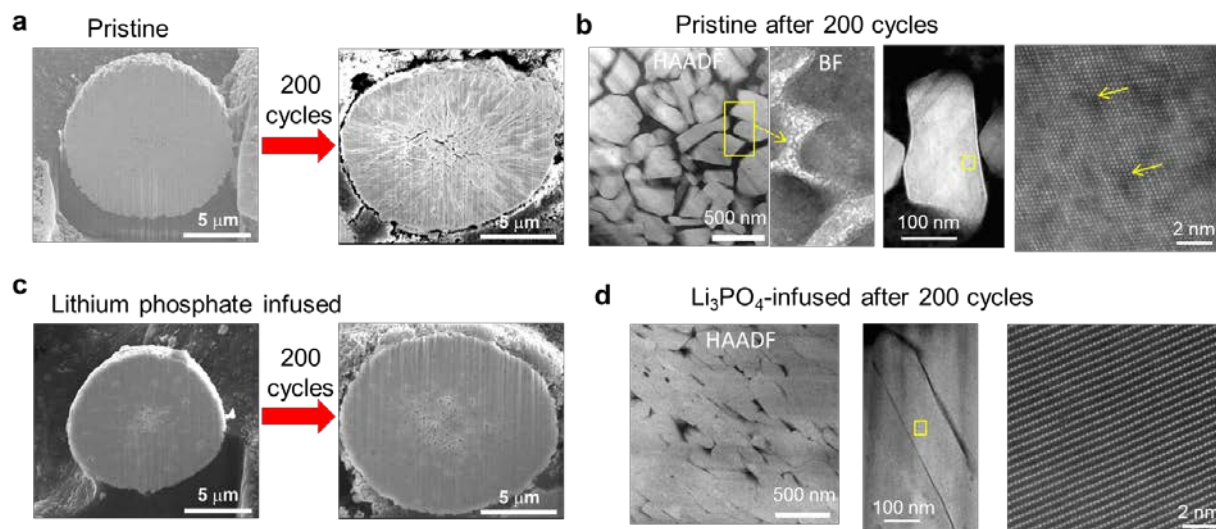 a
Pristine
200
cycles
5 μm
5 μm
b
Pristine after 200 cycles
HAADF
BF
500 nm
100 nm
2 nm
c
Lithium phosphate infused
200
cycles
5 μm
5 μm
d
Li₃PO₄-infused after 200 cycles
HAADF
500 nm
100 nm
2 nm